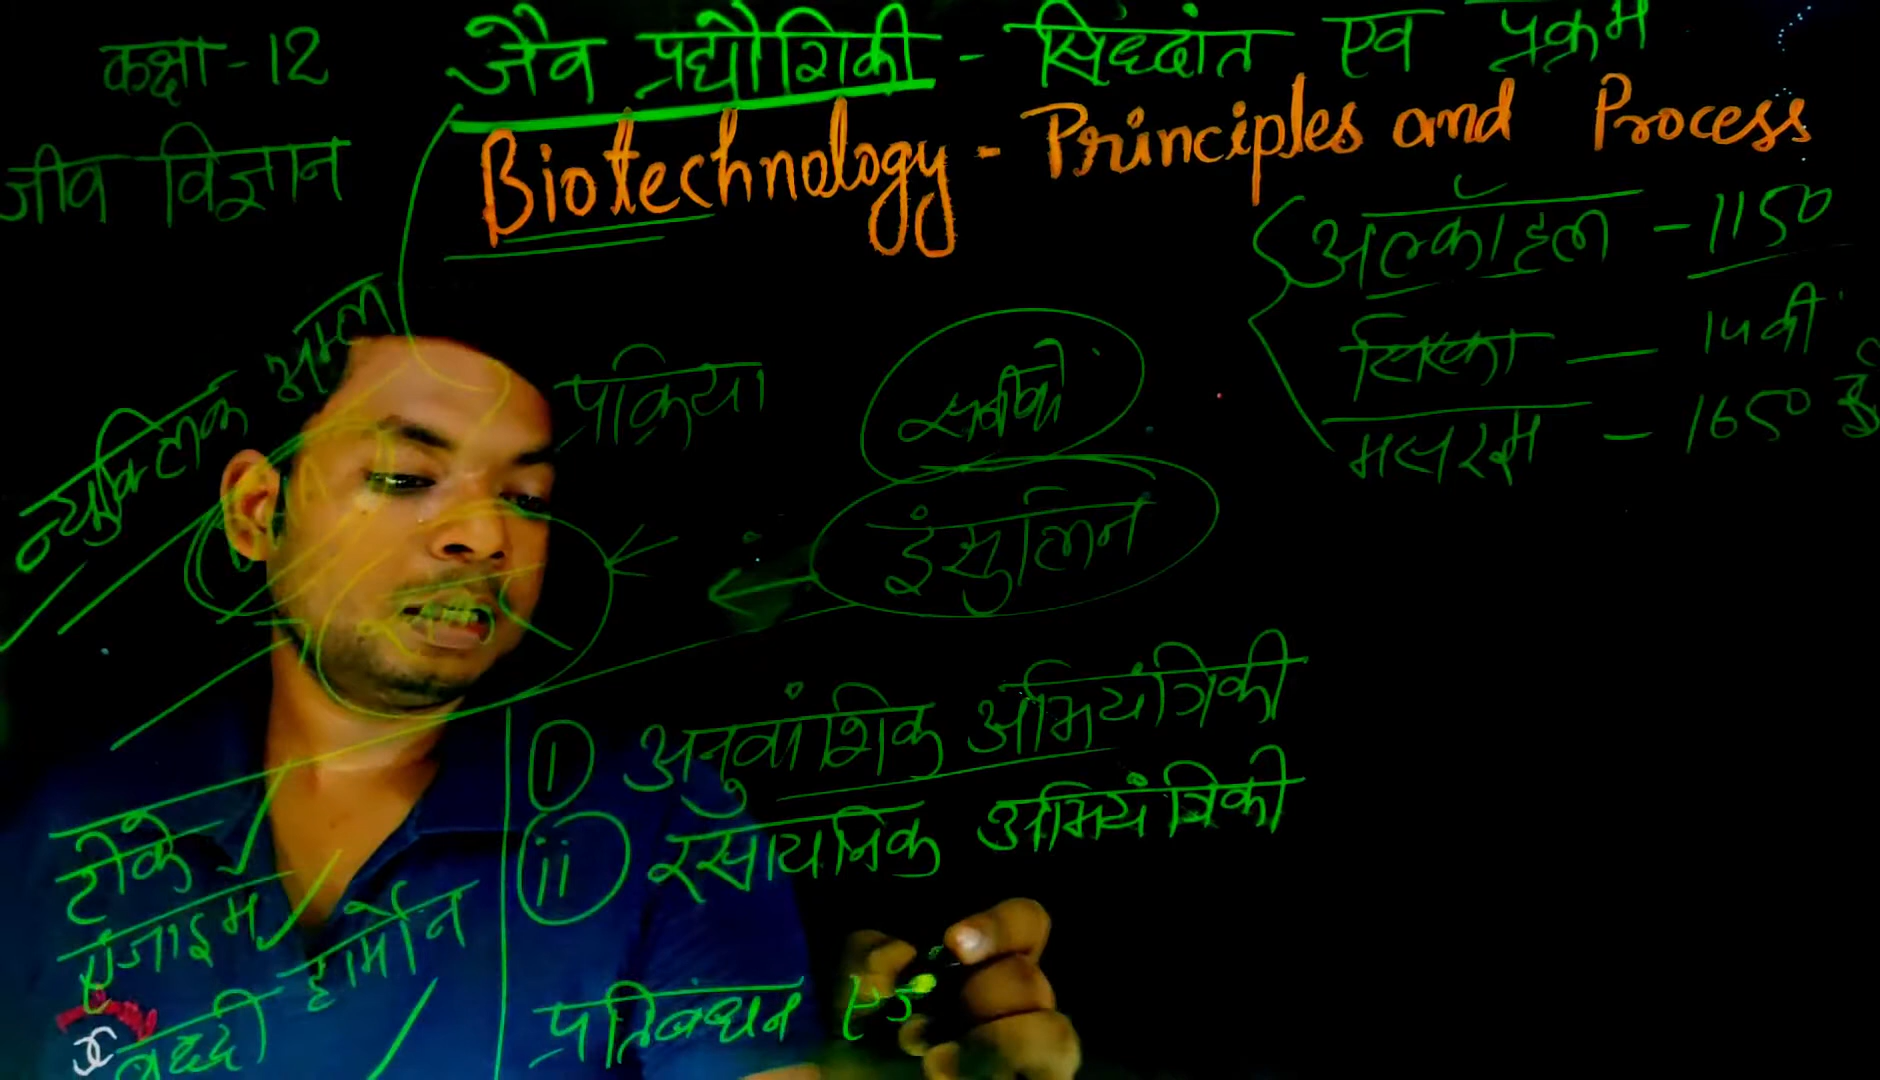 कक्षा-12
जैव प्रद्यौगिकी - सिध्दांत एव प्रक्रम
Biotechnology - Principles and Process
जीव विज्ञान
अल्कॉहल - 1150
सिरका - 14वी
1650 ई
न्युक्लिक अम्ल
प्रक्रिया
इंसुलिन
(i) अनुवांशिक अभियंत्रिकी
(ii) रसायनिक अभियंत्रिकी
टीके
एंजाइम
हार्मोन
प्रतिबंधन